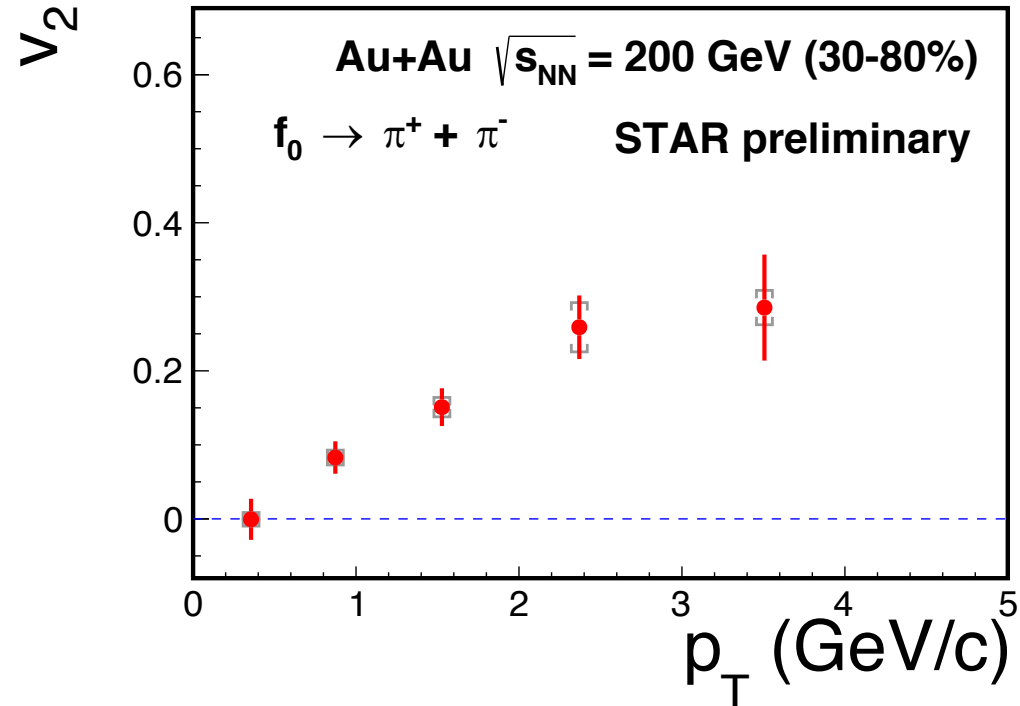 v₂
Au+Au √sNN = 200 GeV (30-80%)
f₀ → π⁺ + π⁻ STAR preliminary
0.6
0.4
0.2
0
0 1 2 3 4 5
p_T (GeV/c)